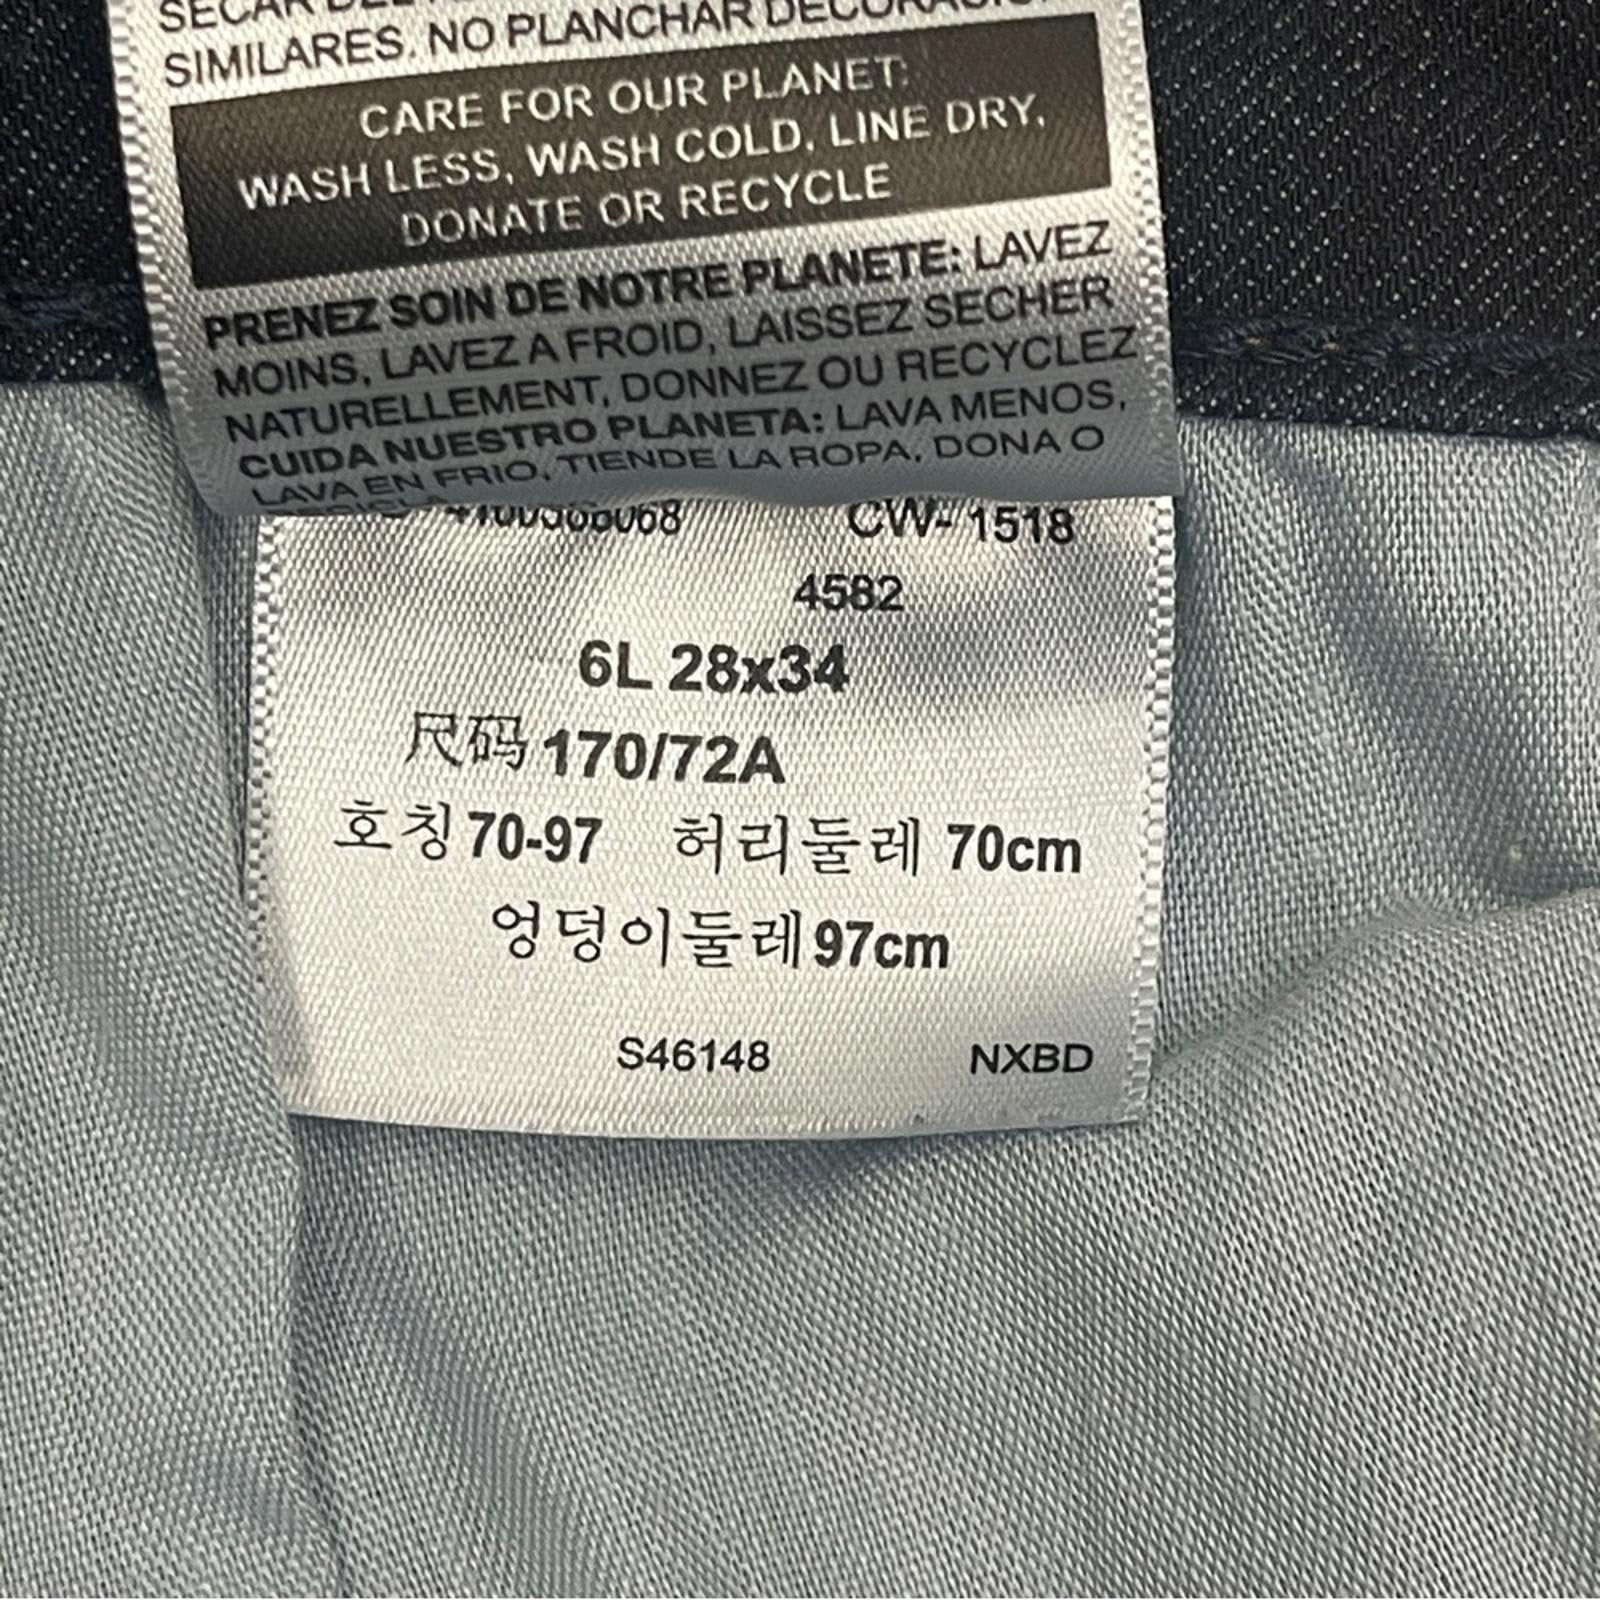 SIMILARES. NO PLANCHAR
CARE FOR OUR PLANET:
WASH LESS, WASH COLD, LINE DRY,
DONATE OR RECYCLE
PRENEZ SOIN DE NOTRE PLANETE: LAVEZ
MOINS, LAVEZ A FROID, LAISSEZ SECHER
NATURELLEMENT, DONNEZ OU RECYCLEZ
CUIDA NUESTRO PLANETA: LAVA MENOS,
LAVA EN FRIO, TIENDE LA ROPA, DONA O
CW- 1518
4582
6L 28x34
尺码 170/72A
호칭 70-97 허리둘레 70cm
엉덩이둘레 97cm
S46148 NXBD